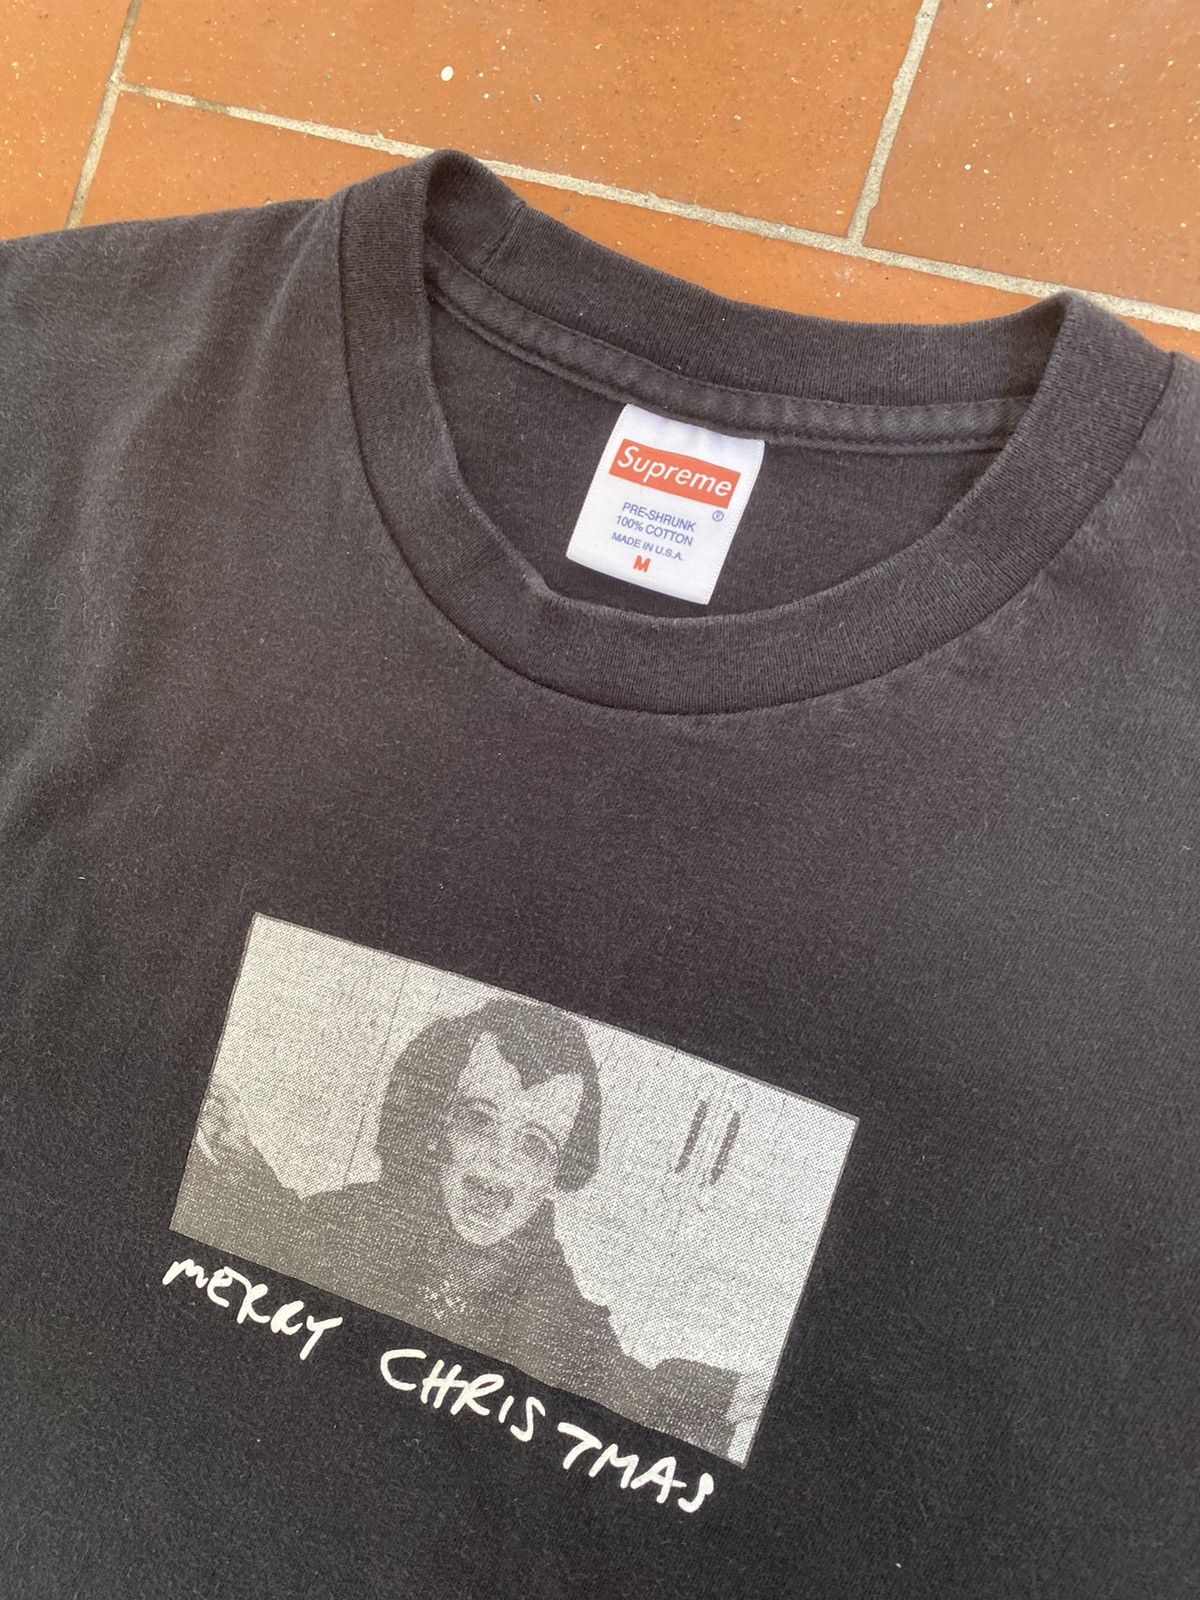 Supreme
®
PRE-SHRUNK
100% COTTON
MADE IN U.S.A.
M
MERRY CHRISTMAS